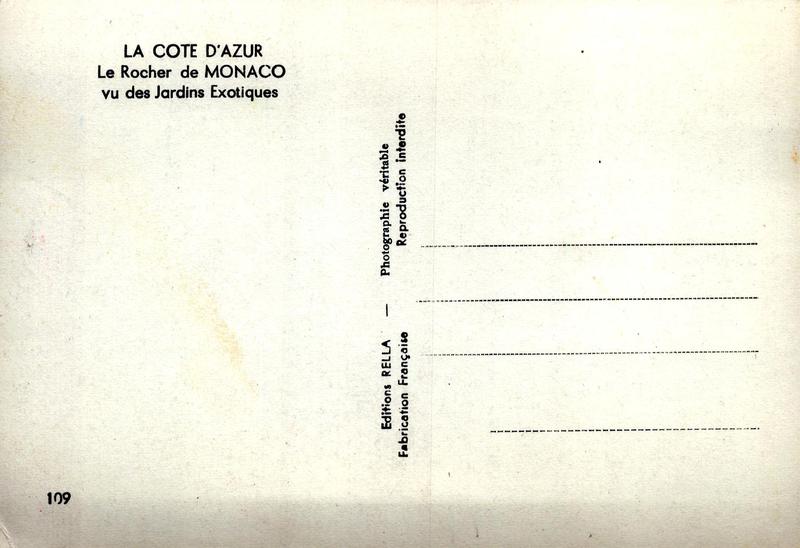 LA COTE D'AZUR
Le Rocher de MONACO
vu des Jardins Exotiques
Editions RELLA — Photographie véritable
Fabrication Française Reproduction interdite
109